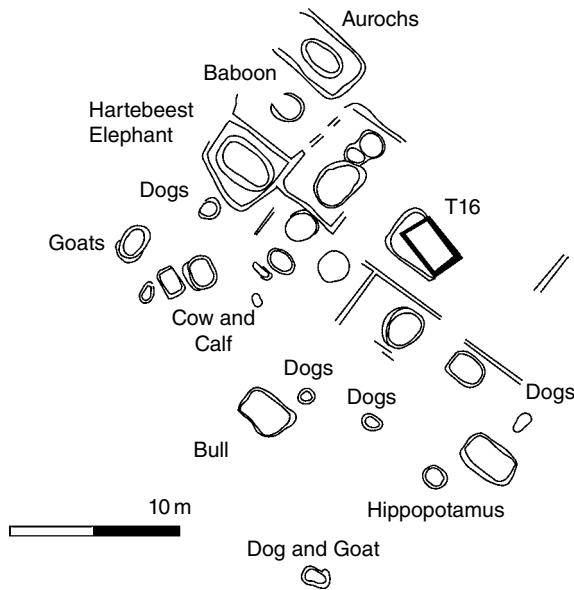 Aurochs
Baboon
Hartebeest
Elephant
Dogs
T16
Goats
Cow and
Calf
Dogs
Dogs
Dogs
Bull
Hippopotamus
10 m
Dog and Goat